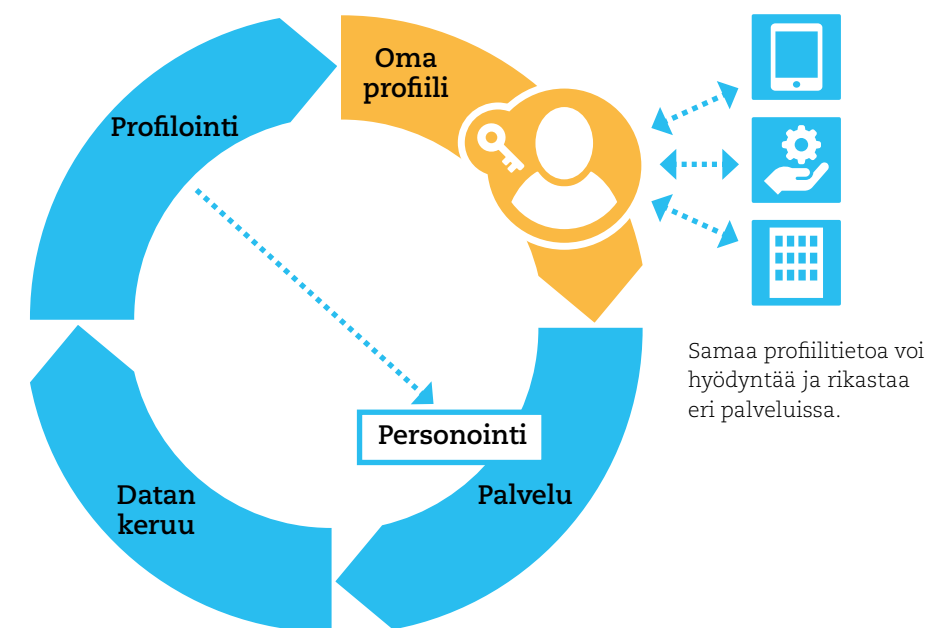 Oma
profiili
Profilointi
Samaa profiilitietoa voi
hyödyntää ja rikastaa
eri palveluissa.
Personointi
Palvelu
Datan
keruu